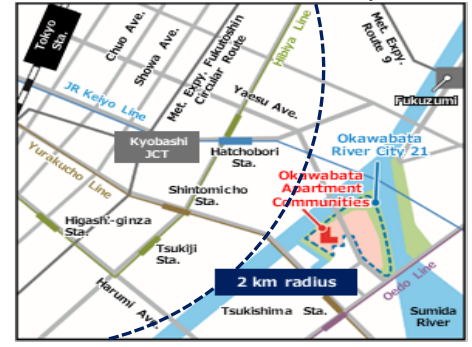 Tokyo
Sta.
Chuo Ave.
Showa Ave.
Met. Expy. Fukutoshin
Circular Route
Hibiya Line
Met. Expy.
Route 9
Fukuzumi
JR Keiyo Line
Yaesu Ave.
Kyobashi
JCT
Hatchobori
Sta.
Okawabata
River City 21
Okawabata
Apartment
Communities
Yurakucho Line
Shintomicho
Sta.
Higashi-ginza
Sta.
Tsukiji
Sta.
2 km radius
Harumi Ave.
Tsukishima Sta.
Oedo Line
Sumida
River